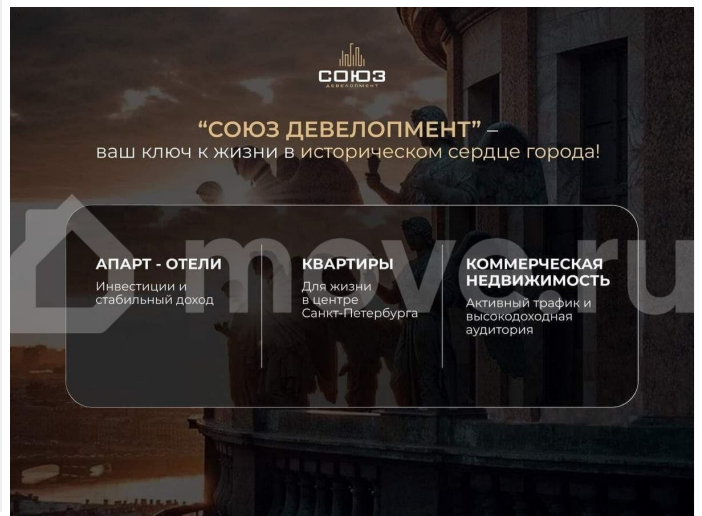 СОЮЗ
ДЕВЕЛОПМЕНТ
“СОЮЗ ДЕВЕЛОПМЕНТ” –
ваш ключ к жизни в историческом сердце города!
move.ru
АПАРТ - ОТЕЛИ
Инвестиции и
стабильный доход
КВАРТИРЫ
Для жизни
в центре
Санкт-Петербурга
КОММЕРЧЕСКАЯ
НЕДВИЖИМОСТЬ
Активный трафик и
высокодоходная
аудитория